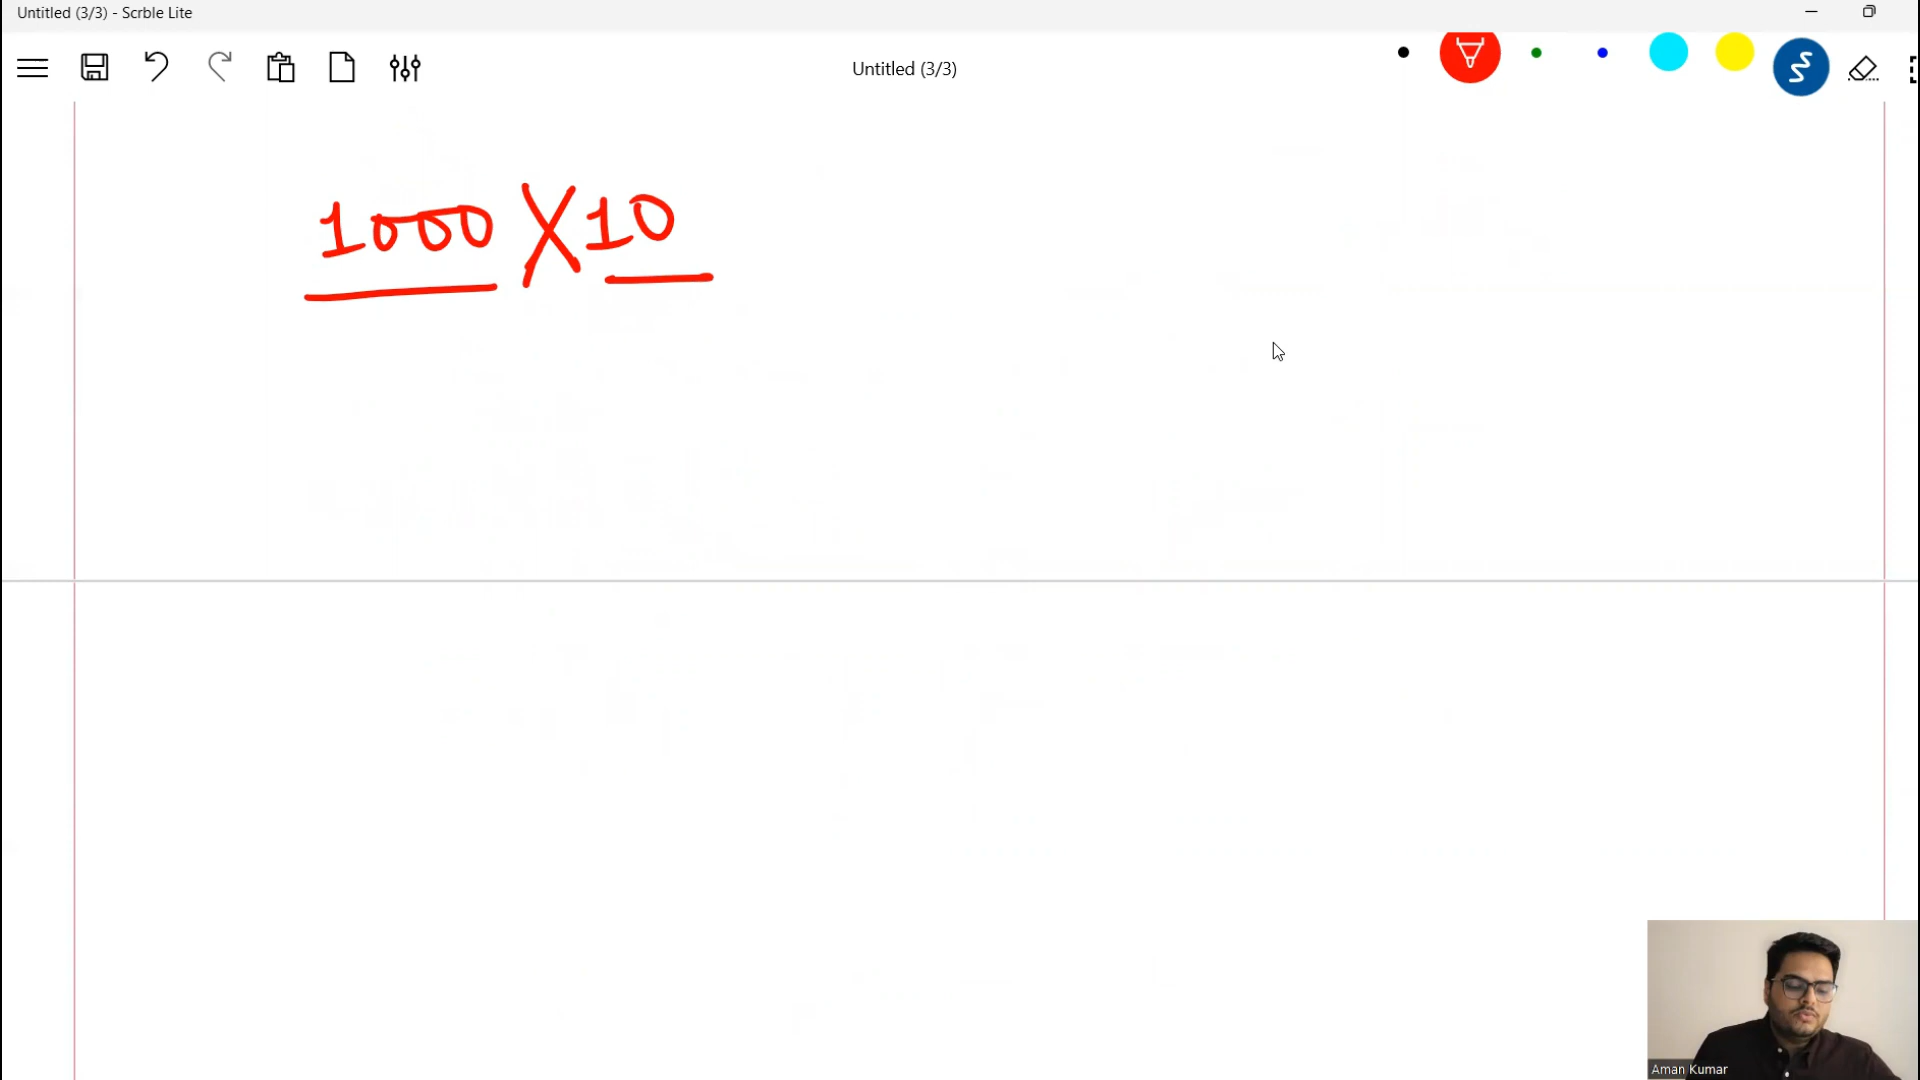 Untitled (3/3) - Scrble Lite
Untitled (3/3)
1000 X 10
Aman Kumar